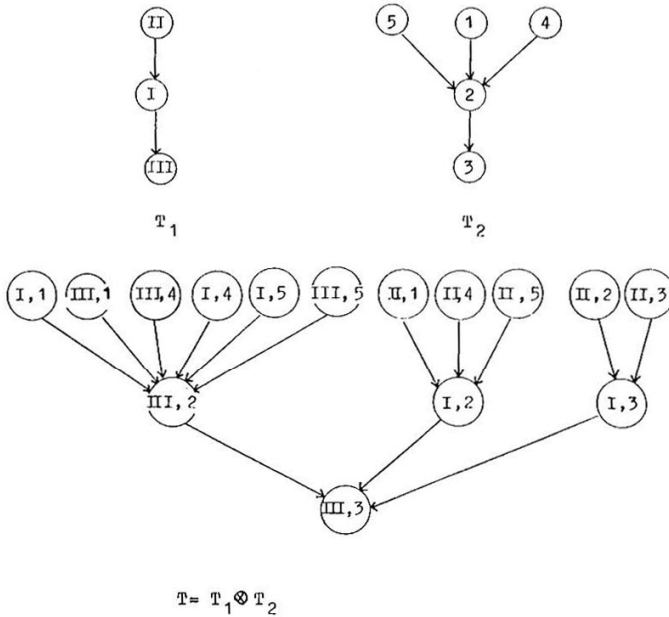 II 5 1 4
I 2
III 3
T₁ T₂
I,1 III,1 III,4 I,4 I,5 III,5 II,1 II,4 II,5 II,2 II,3
III,2 I,2 I,3
III,3
T= T₁⊗T₂